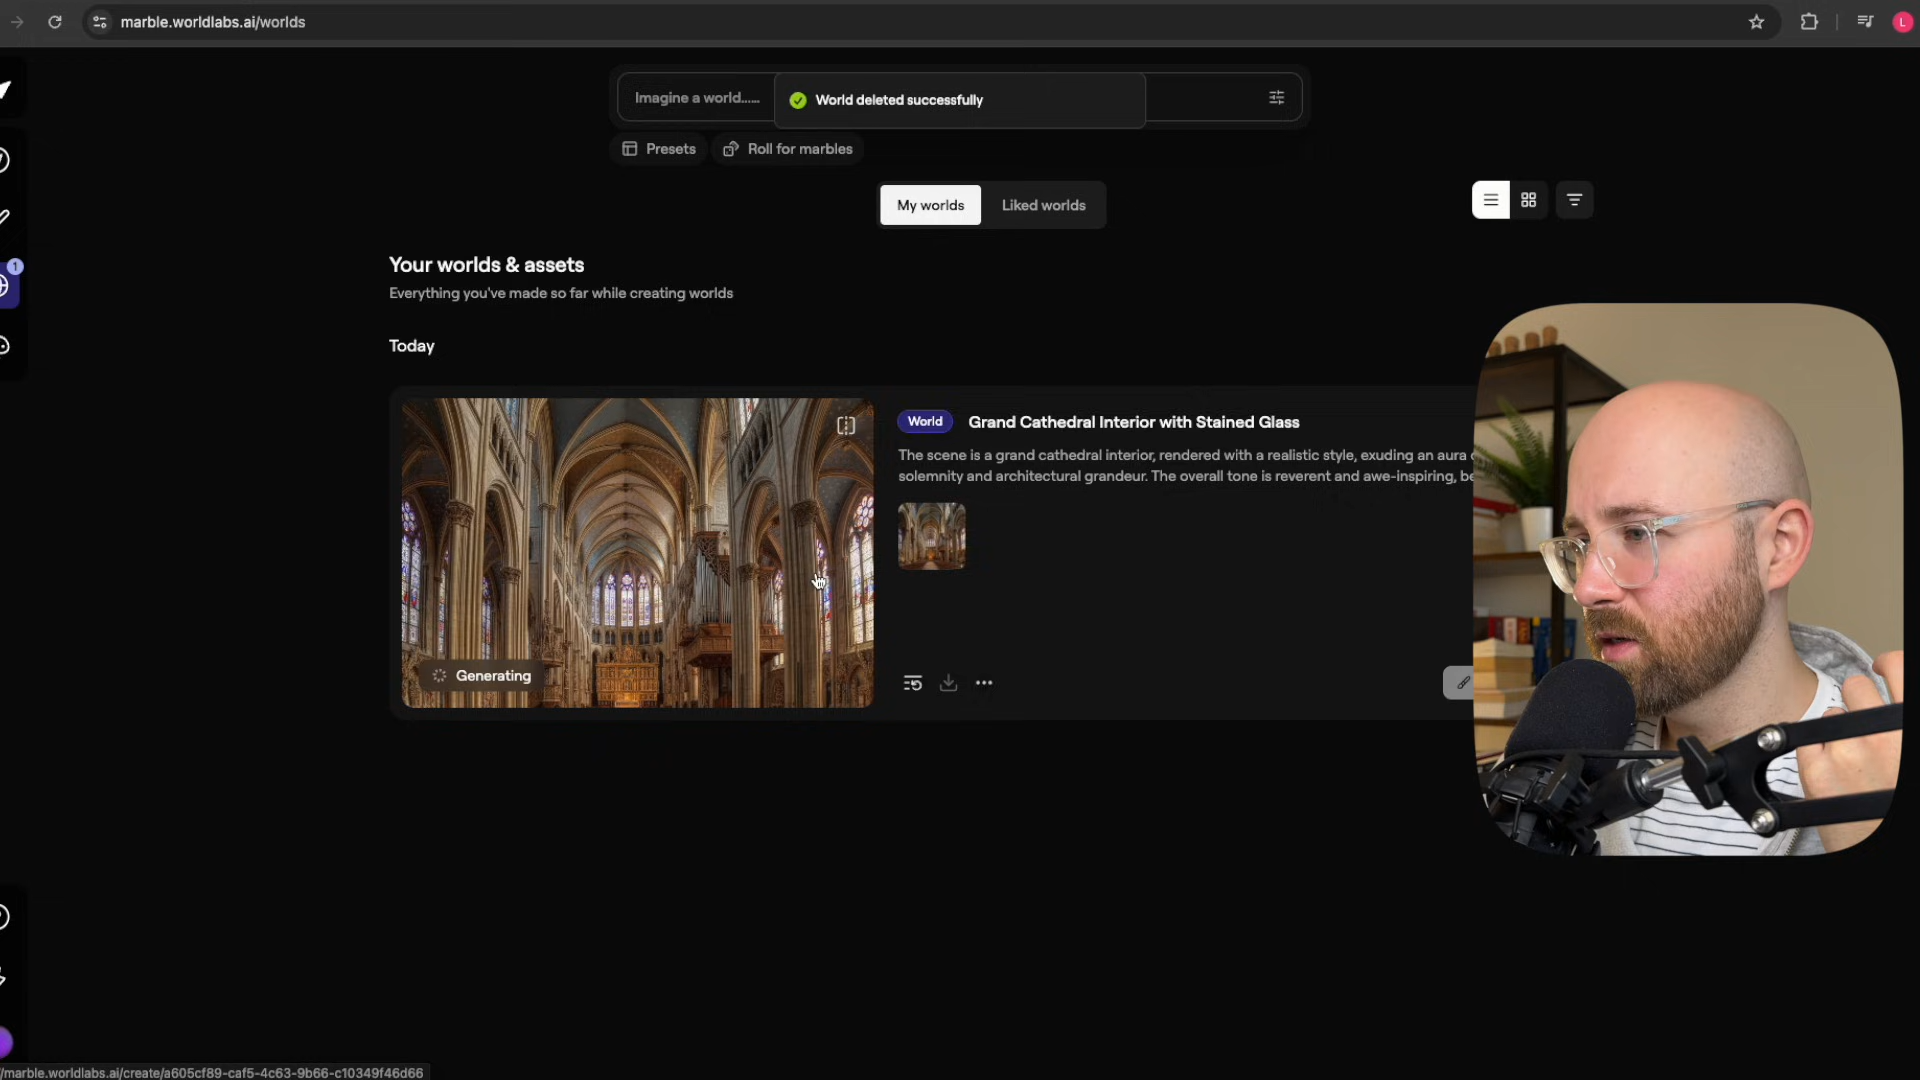 marble.worldlabs.ai/worlds
L
Imagine a world......
World deleted successfully
Presets
Roll for marbles
My worlds
Liked worlds
1
Your worlds & assets
Everything you've made so far while creating worlds
Today
World
Grand Cathedral Interior with Stained Glass
The scene is a grand cathedral interior, rendered with a realistic style, exuding an aura
solemnity and architectural grandeur. The overall tone is reverent and awe-inspiring,
Generating
/marble.worldlabs.ai/create/a605cf89-caf5-4c63-9b66-c10349f46d66